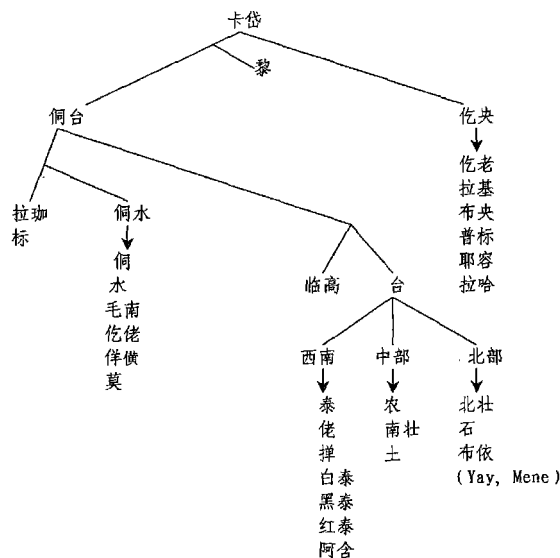 卡岱
黎
侗台
仡央
仡老
拉基
布央
普标
耶容
拉哈
拉珈
标
侗水
侗
水
毛南
仫佬
佯僙
莫
临高
台
西南
中部
北部
泰
佬
掸
白泰
黑泰
红泰
阿含
农
南壮
土
北壮
石
布依
(Yay, Mene)